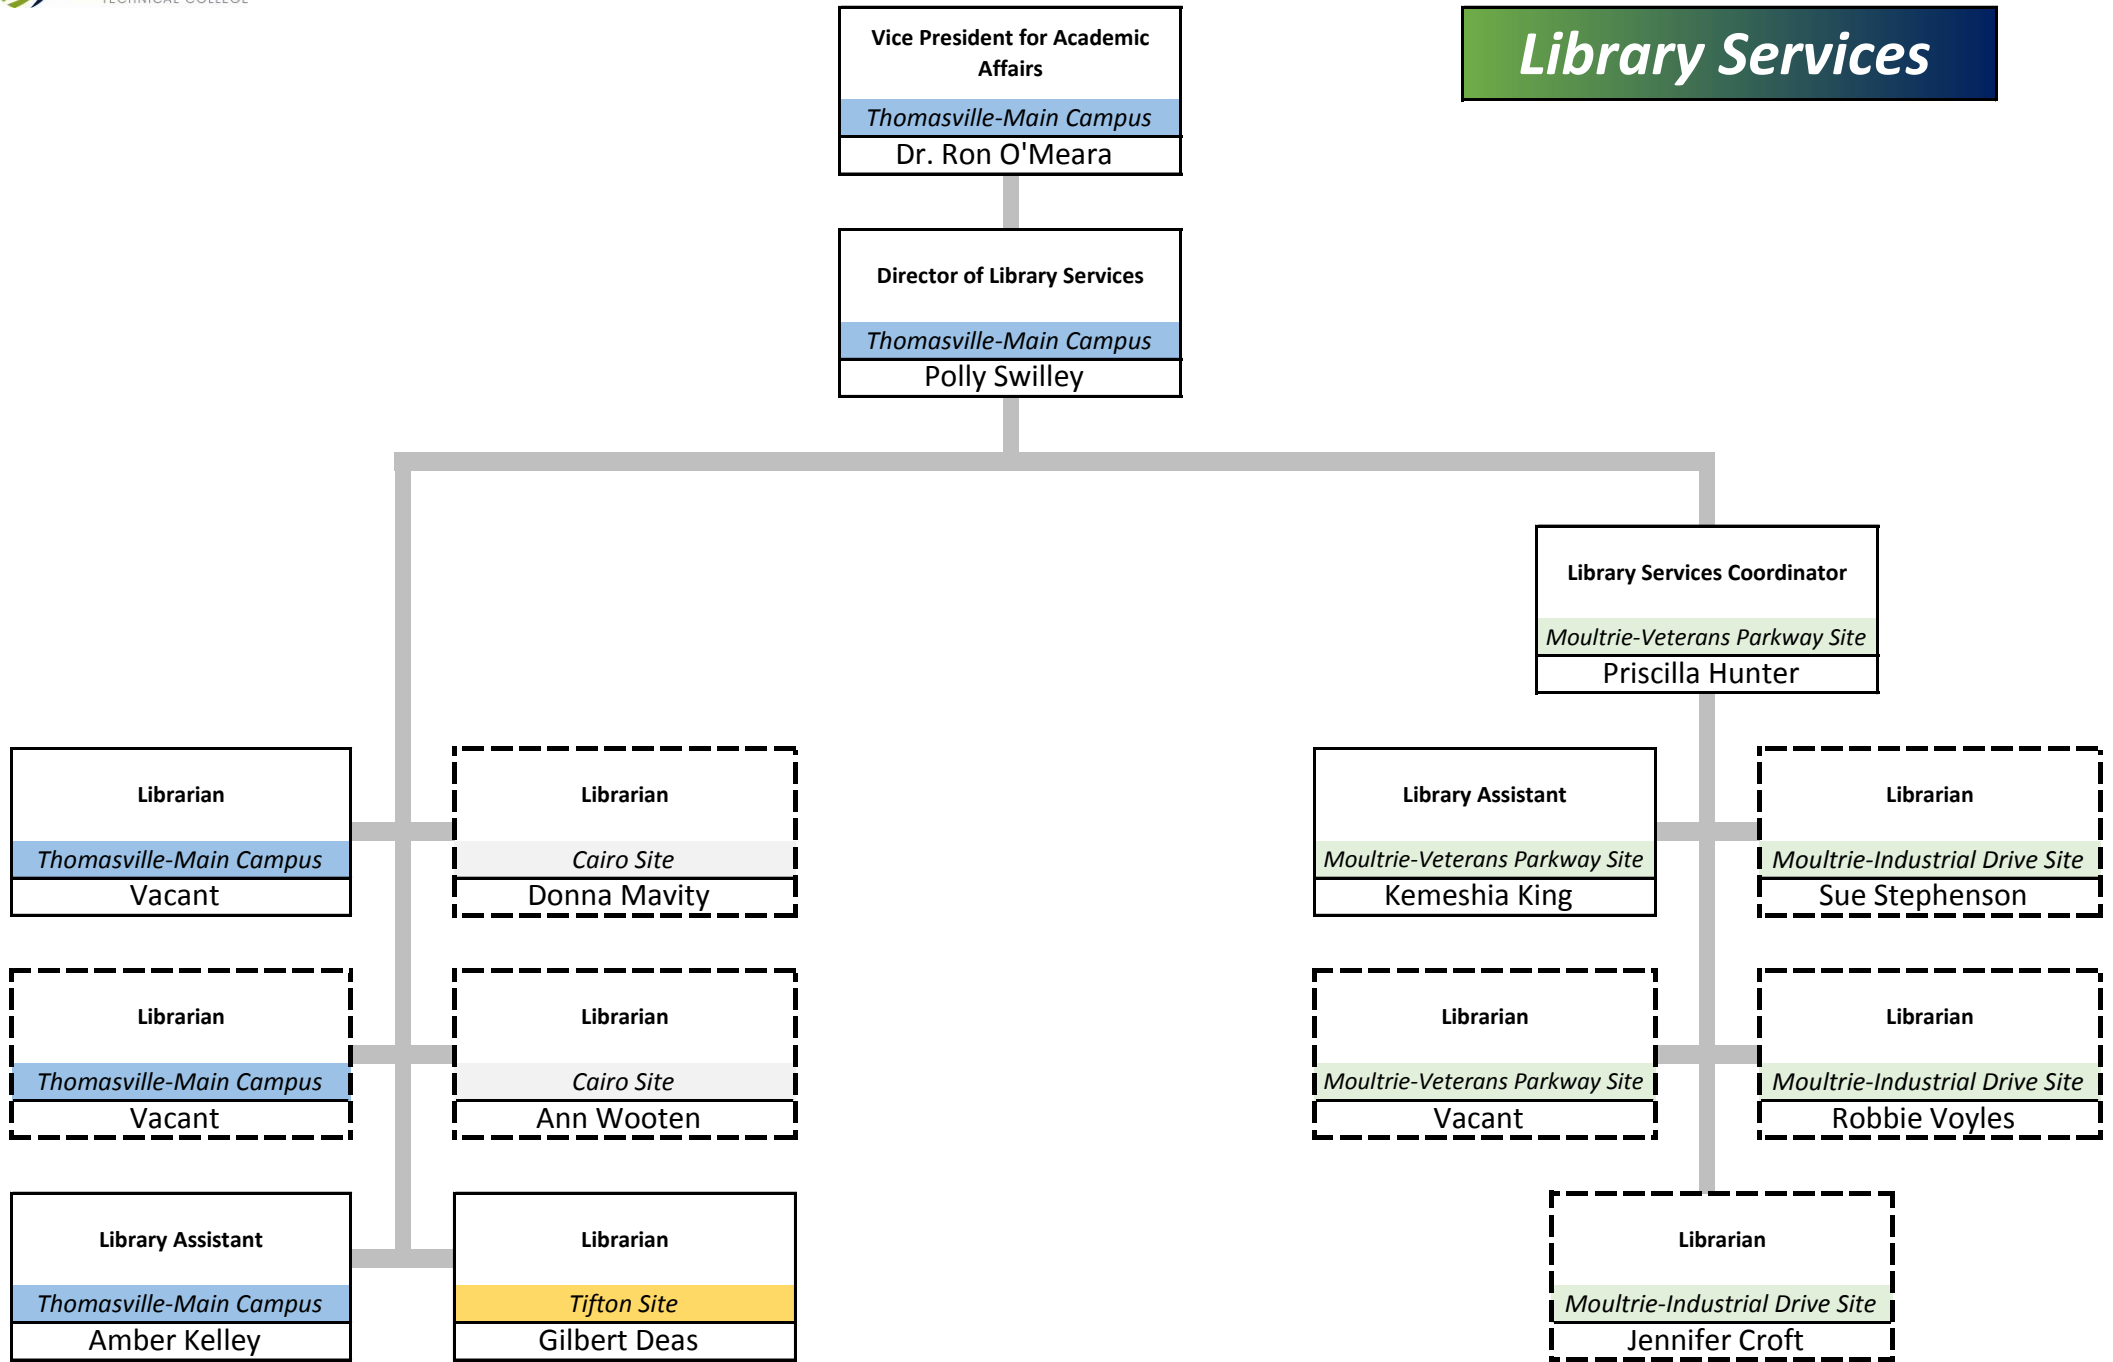 TECHNICAL COLLEGE
Library Services
Vice President for Academic
Affairs
Thomasville-Main Campus
Dr. Ron O'Meara
Director of Library Services
Thomasville-Main Campus
Polly Swilley
Library Services Coordinator
Moultrie-Veterans Parkway Site
Priscilla Hunter
Librarian
Thomasville-Main Campus
Vacant
Librarian
Cairo Site
Donna Mavity
Library Assistant
Moultrie-Veterans Parkway Site
Kemeshia King
Librarian
Moultrie-Industrial Drive Site
Sue Stephenson
Librarian
Thomasville-Main Campus
Vacant
Librarian
Cairo Site
Ann Wooten
Librarian
Moultrie-Veterans Parkway Site
Vacant
Librarian
Moultrie-Industrial Drive Site
Robbie Voyles
Library Assistant
Thomasville-Main Campus
Amber Kelley
Librarian
Tifton Site
Gilbert Deas
Librarian
Moultrie-Industrial Drive Site
Jennifer Croft